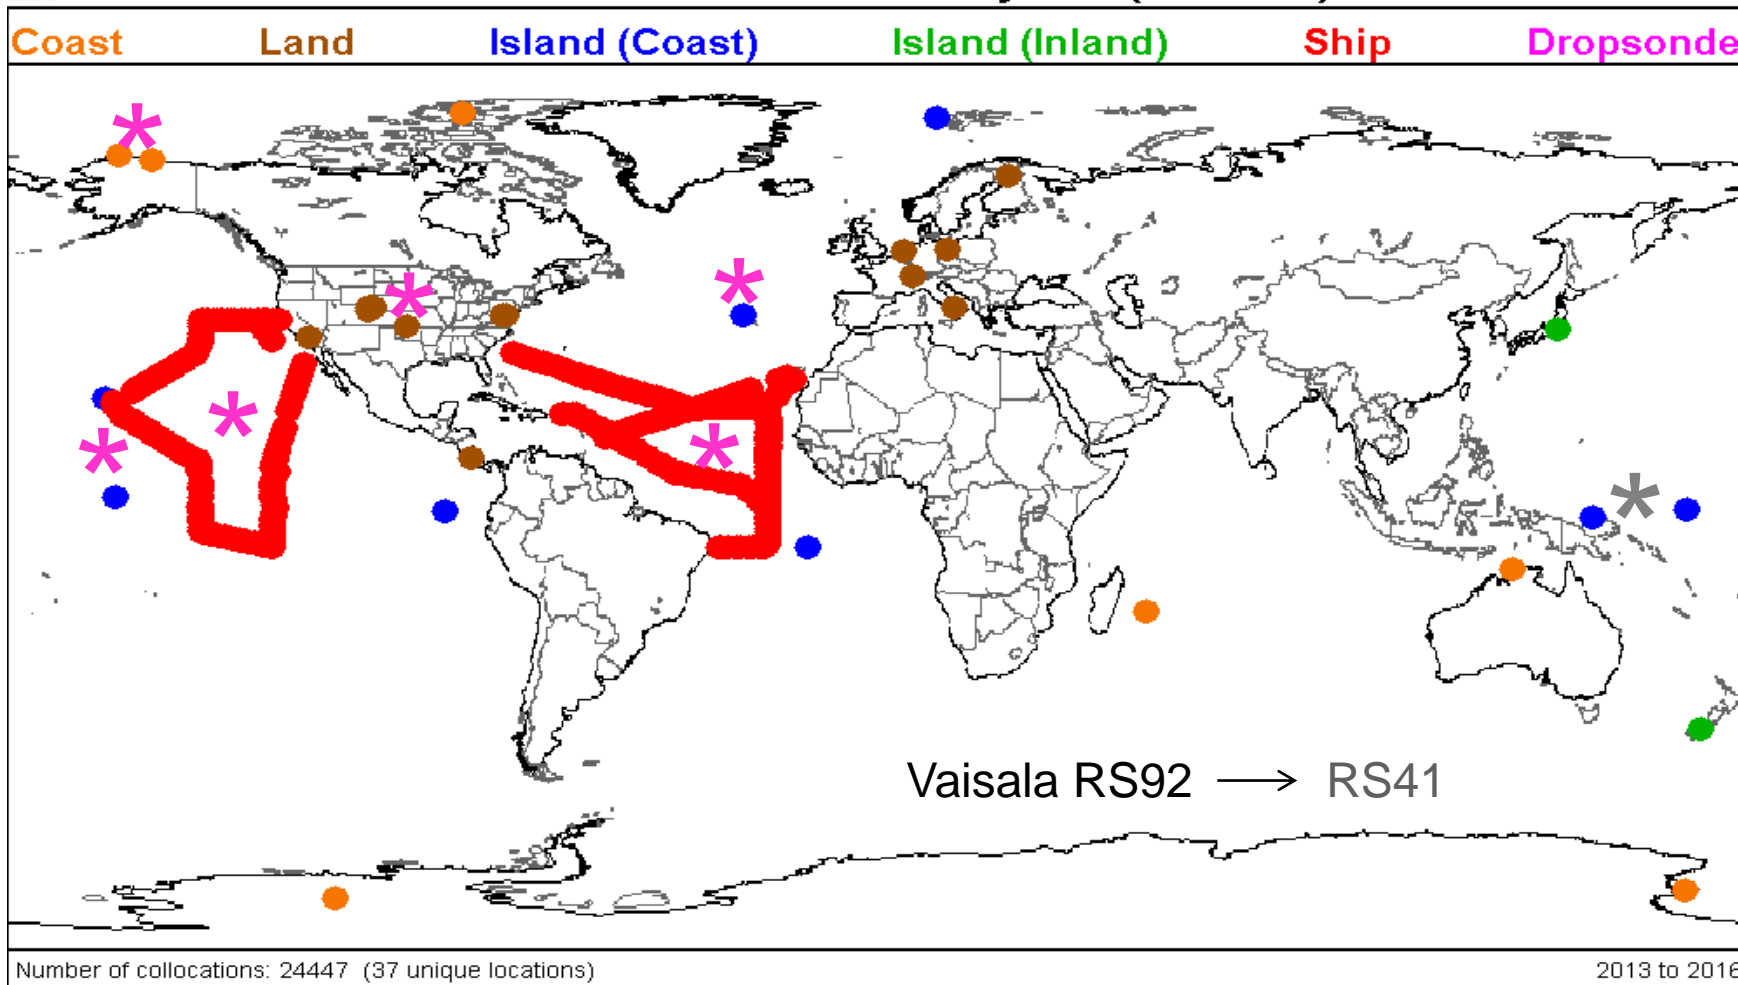 Coast Land Island (Coast) Island (Inland) Ship Dropsonde
Vaisala RS92 → RS41
Number of collocations: 24447 (37 unique locations) 2013 to 2016